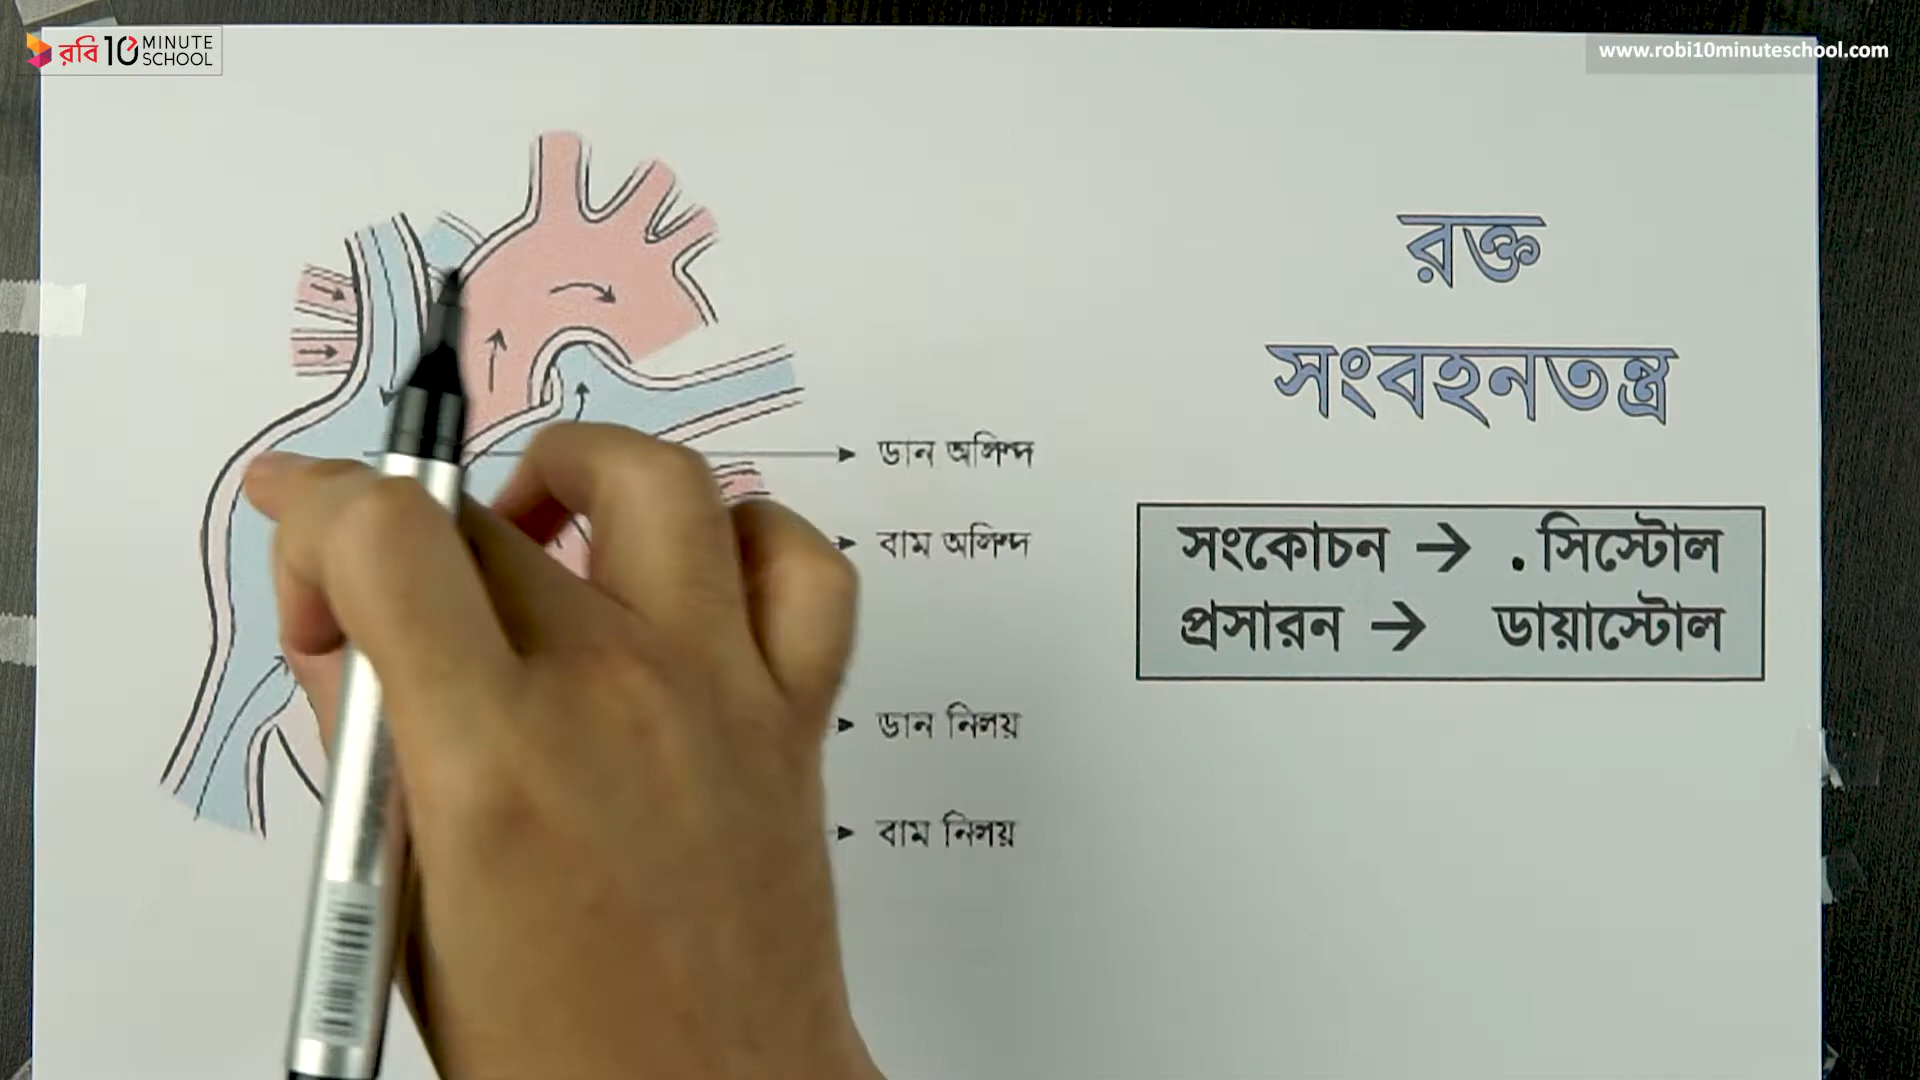 রবি 10 MINUTE SCHOOL
www.robi10minuteschool.com
রক্ত
সংবহনতন্ত্র
ডান অলিন্দ
বাম অলিন্দ
ডান নিলয়
বাম নিলয়
সংকোচন → . সিস্টোল
প্রসারন → ডায়াস্টোল